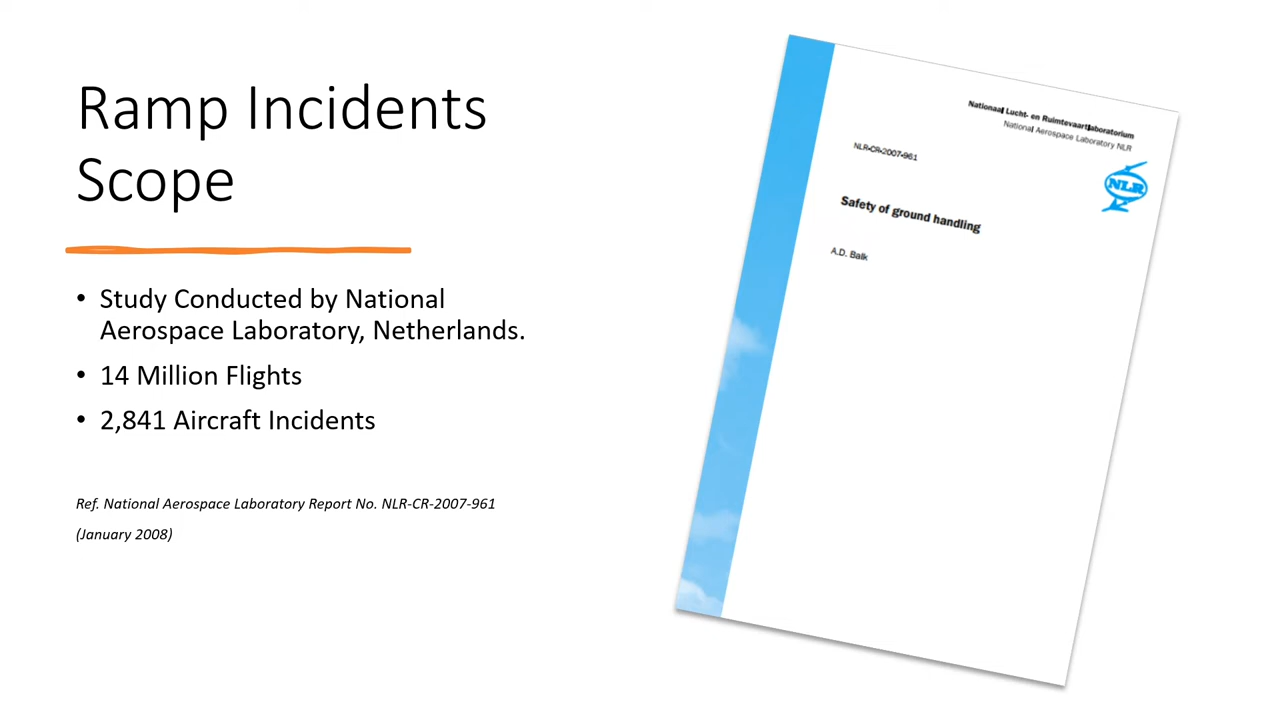 Ramp Incidents
Scope
• Study Conducted by National
Aerospace Laboratory, Netherlands.
• 14 Million Flights
• 2,841 Aircraft Incidents
Ref. National Aerospace Laboratory Report No. NLR-CR-2007-961
(January 2008)
Nationaal Lucht- en Ruimtevaartlaboratorium
National Aerospace Laboratory NLR
NLR-CR-2007-961
NLR
Safety of ground handling
A.D. Balk